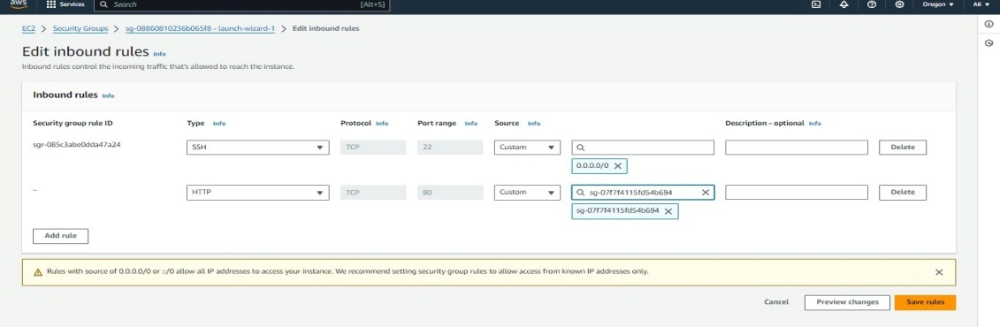 aws Services Search [Alt+S] Oregon AK
EC2 > Security Groups > sg-08860810236b065f8 - launch-wizard-1 > Edit inbound rules
Edit inbound rules Info
Inbound rules control the incoming traffic that's allowed to reach the instance.
Inbound rules Info
Security group rule ID Type Info Protocol Info Port range Info Source Info Description - optional Info
sgr-085c3abe0dda47a24 SSH TCP 22 Custom Delete
0.0.0.0/0
– HTTP TCP 80 Custom sg-07f7f4115fd54b694 Delete
sg-07f7f4115fd54b694
Add rule
Rules with source of 0.0.0.0/0 or ::/0 allow all IP addresses to access your instance. We recommend setting security group rules to allow access from known IP addresses only.
Cancel Preview changes Save rules